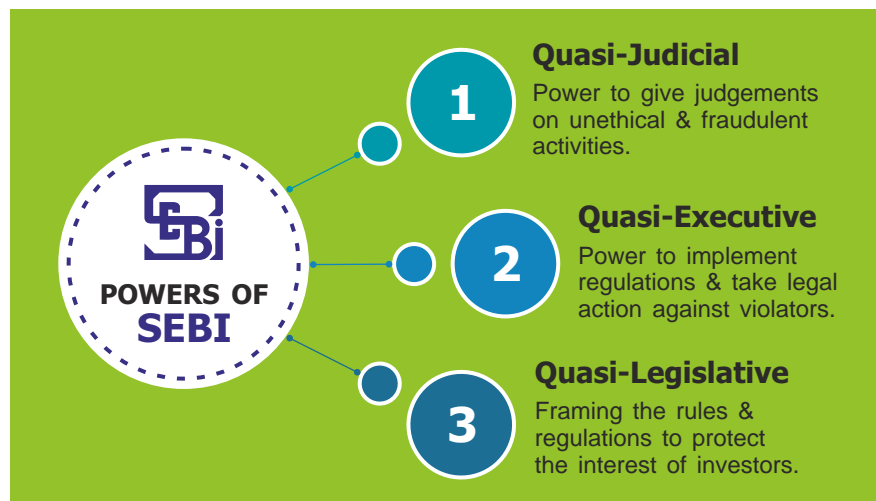 SEBi
POWERS OF
SEBI
1
Quasi-Judicial
Power to give judgements
on unethical & fraudulent
activities.
2
Quasi-Executive
Power to implement
regulations & take legal
action against violators.
3
Quasi-Legislative
Framing the rules &
regulations to protect
the interest of investors.